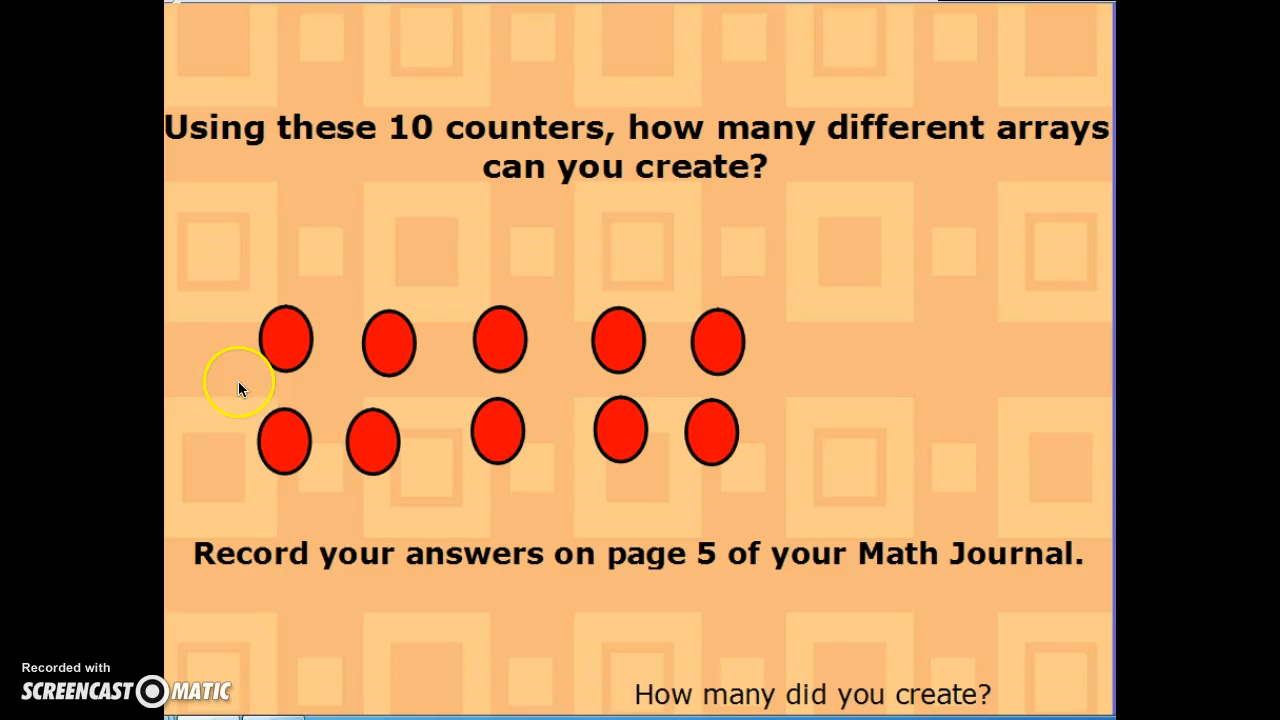 Using these 10 counters, how many different arrays
can you create?
Record your answers on page 5 of your Math Journal.
Recorded with
SCREENCAST-O-MATIC
How many did you create?